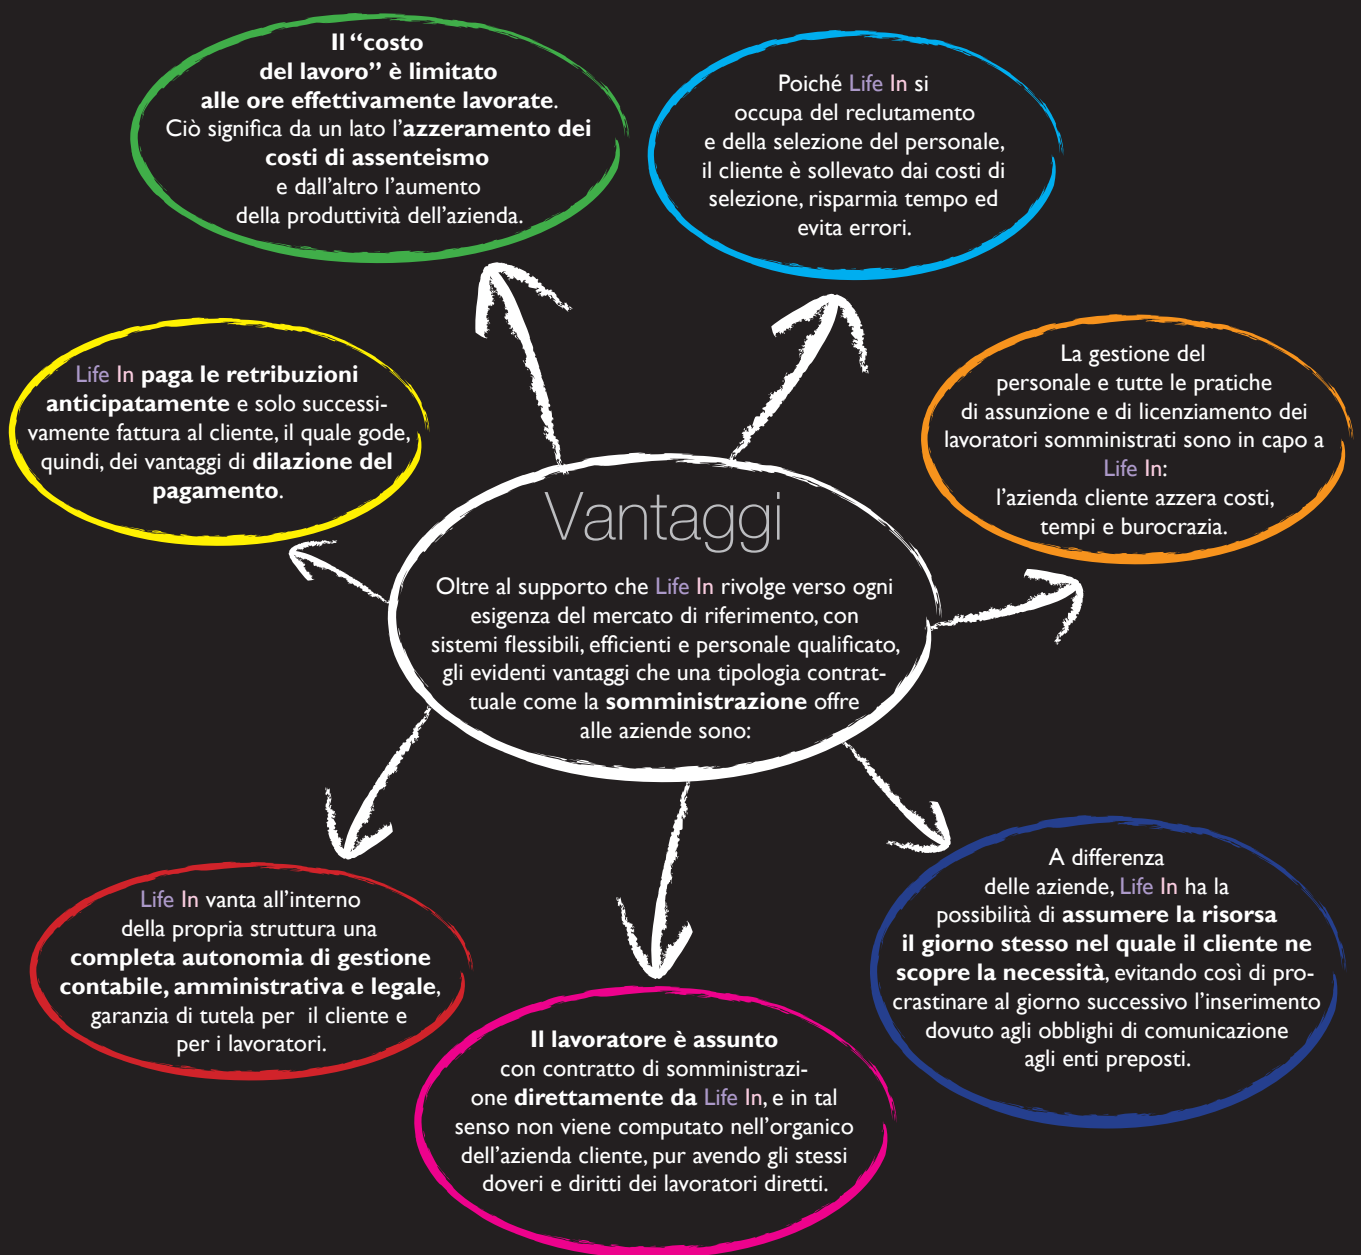 Il “costo
del lavoro” è limitato
alle ore effettivamente lavorate.
Ciò significa da un lato l’azzeramento dei
costi di assenteismo
e dall’altro l’aumento
della produttività dell’azienda.
Poiché Life In si
occupa del reclutamento
e della selezione del personale,
il cliente è sollevato dai costi di
selezione, risparmia tempo ed
evita errori.
Life In paga le retribuzioni
anticipatamente e solo successi-
vamente fattura al cliente, il quale gode,
quindi, dei vantaggi di dilazione del
pagamento.
La gestione del
personale e tutte le pratiche
di assunzione e di licenziamento dei
lavoratori somministrati sono in capo a
Life In:
l’azienda cliente azzera costi,
tempi e burocrazia.
Vantaggi
Oltre al supporto che Life In rivolge verso ogni
esigenza del mercato di riferimento, con
sistemi flessibili, efficienti e personale qualificato,
gli evidenti vantaggi che una tipologia contrat-
tuale come la somministrazione offre
alle aziende sono:
Life In vanta all’interno
della propria struttura una
completa autonomia di gestione
contabile, amministrativa e legale,
garanzia di tutela per il cliente e
per i lavoratori.
Il lavoratore è assunto
con contratto di somministrazi-
one direttamente da Life In, e in tal
senso non viene computato nell’organico
dell’azienda cliente, pur avendo gli stessi
doveri e diritti dei lavoratori diretti.
A differenza
delle aziende, Life In ha la
possibilità di assumere la risorsa
il giorno stesso nel quale il cliente ne
scopre la necessità, evitando così di pro-
crastinare al giorno successivo l’inserimento
dovuto agli obblighi di comunicazione
agli enti preposti.